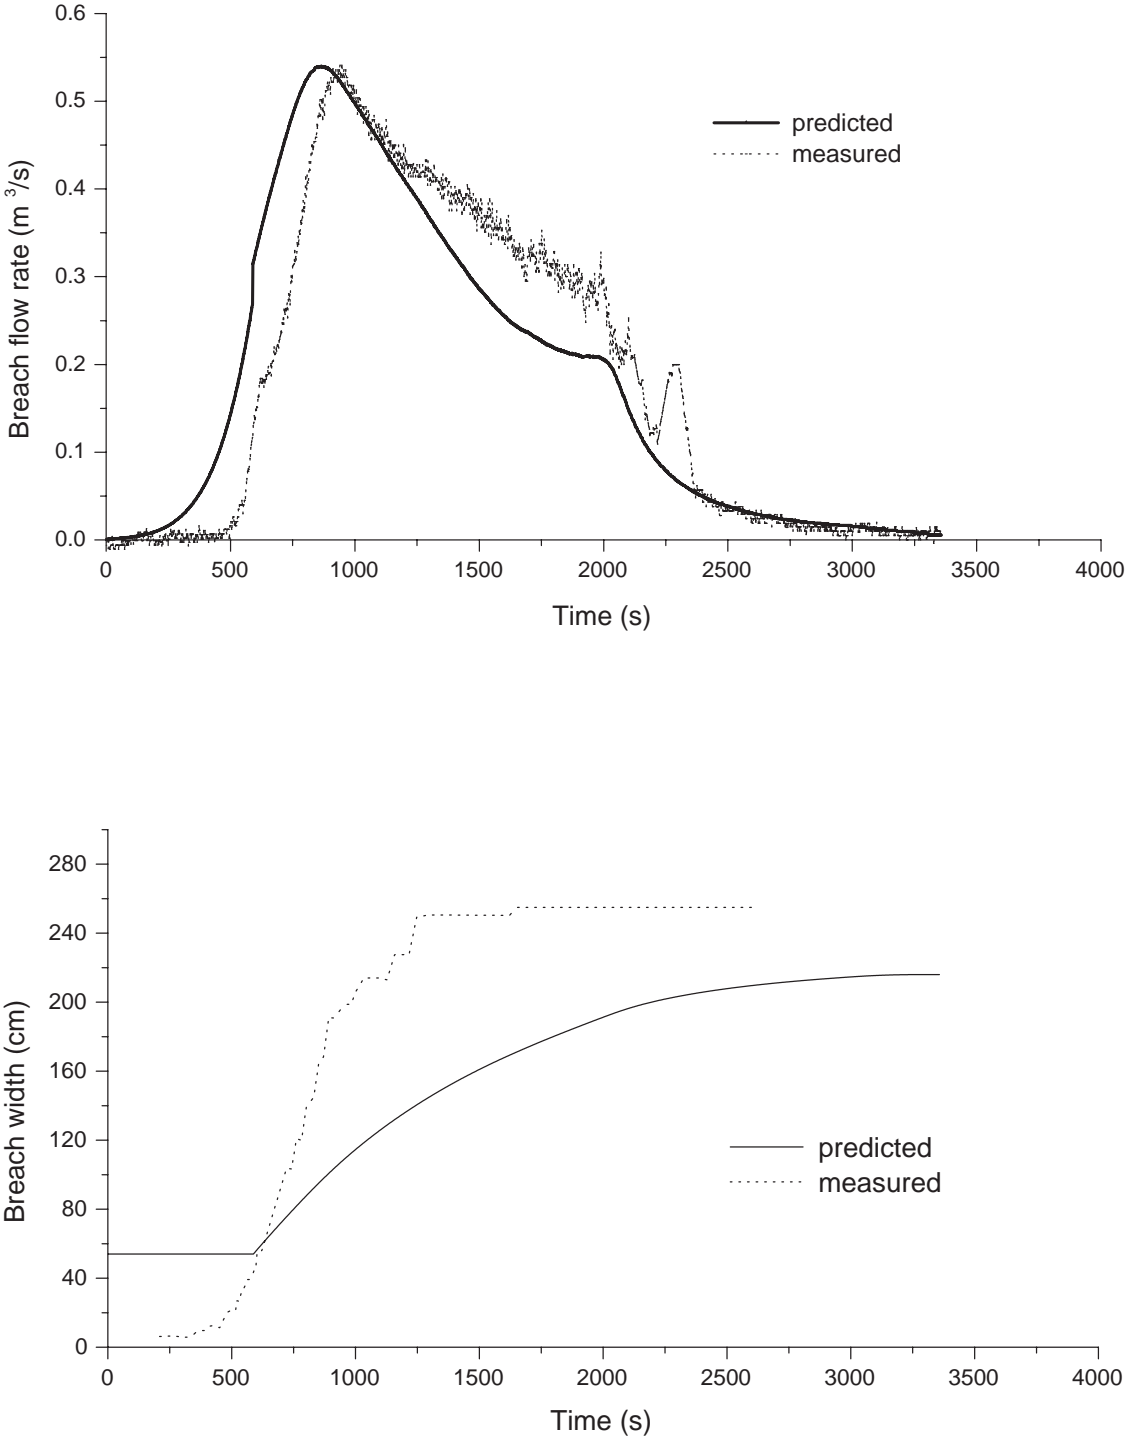 0.6
0.5
0.4
0.3
0.2
0.1
0.0
Breach flow rate (m ³/s)
predicted
measured
0 500 1000 1500 2000 2500 3000 3500 4000
Time (s)
280
240
200
160
120
80
40
0
Breach width (cm)
predicted
measured
0 500 1000 1500 2000 2500 3000 3500 4000
Time (s)